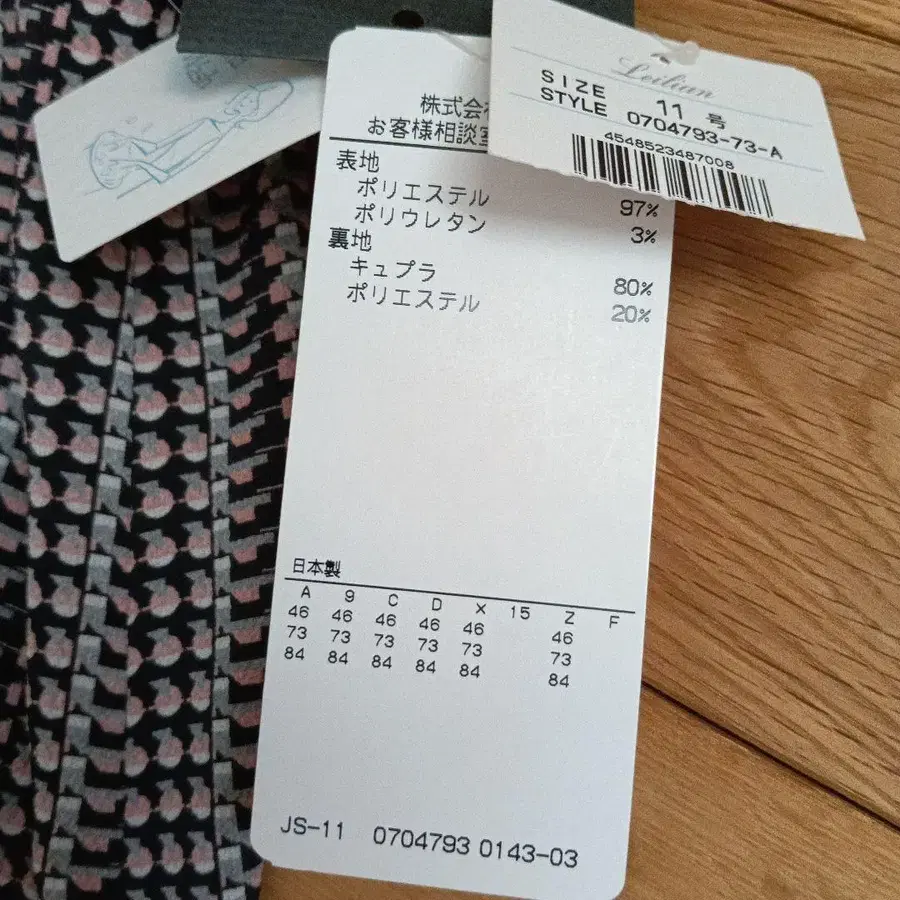 Leilian
SIZE 11 号
STYLE 0704793-73-A
4548523487008
株式会
お客様相談室
表地
ポリエステル 97%
ポリウレタン 3%
裏地
キュプラ 80%
ポリエステル 20%
日本製
A 9 C D X 15 Z F
46 46 46 46 46 46
73 73 73 73 73 73
84 84 84 84 84 84
JS-11 0704793 0143-03